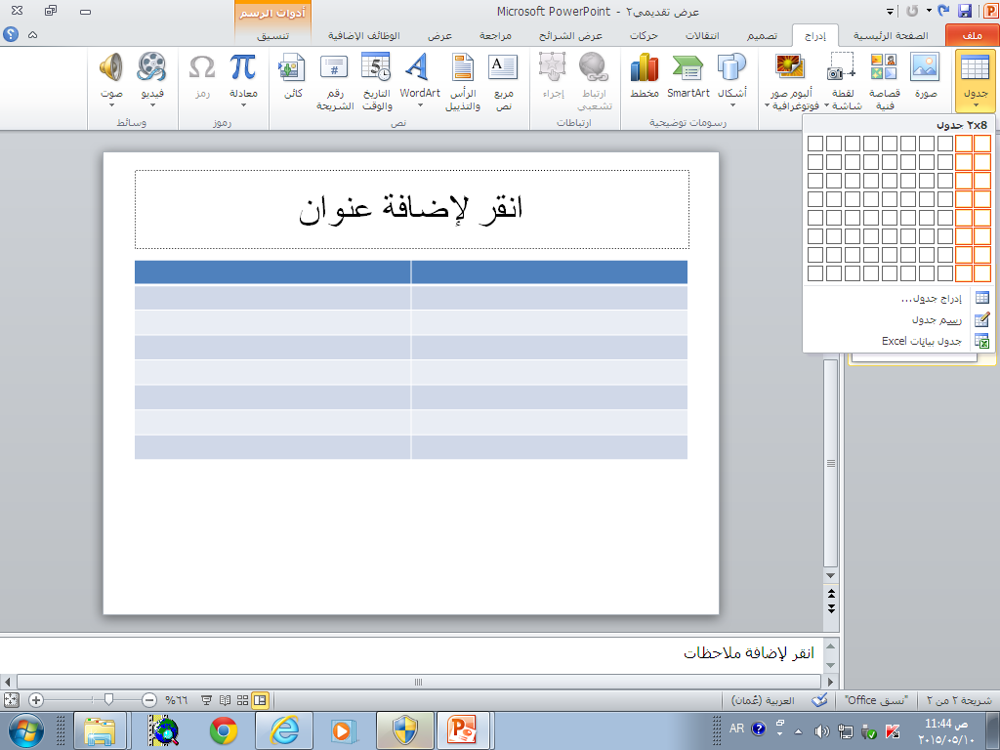 عرض تقديمي٢ - Microsoft PowerPoint
أدوات الرسم
ملف
الصفحة الرئيسية
إدراج
تصميم
انتقالات
حركات
عرض الشرائح
مراجعة
عرض
الوظائف الإضافية
تنسيق
جدول
صورة
قصاصة فنية
لقطة شاشة
ألبوم صور فوتوغرافية
أشكال
SmartArt
مخطط
ارتباط تشعبي
إجراء
مربع نص
الرأس والتذييل
WordArt
التاريخ والوقت
رقم الشريحة
كائن
معادلة
رمز
فيديو
صوت
رسومات توضيحية
ارتباطات
نص
رموز
وسائط
٢x8 جدول
إدراج جدول...
رسم جدول
جدول بيانات Excel
انقر لإضافة عنوان
انقر لإضافة ملاحظات
شريحة ٢ من ٢
"نسق Office"
العربية (عُمان)
٦٦%
AR
11:44 ص
٢٠١٥/٠٥/١٠